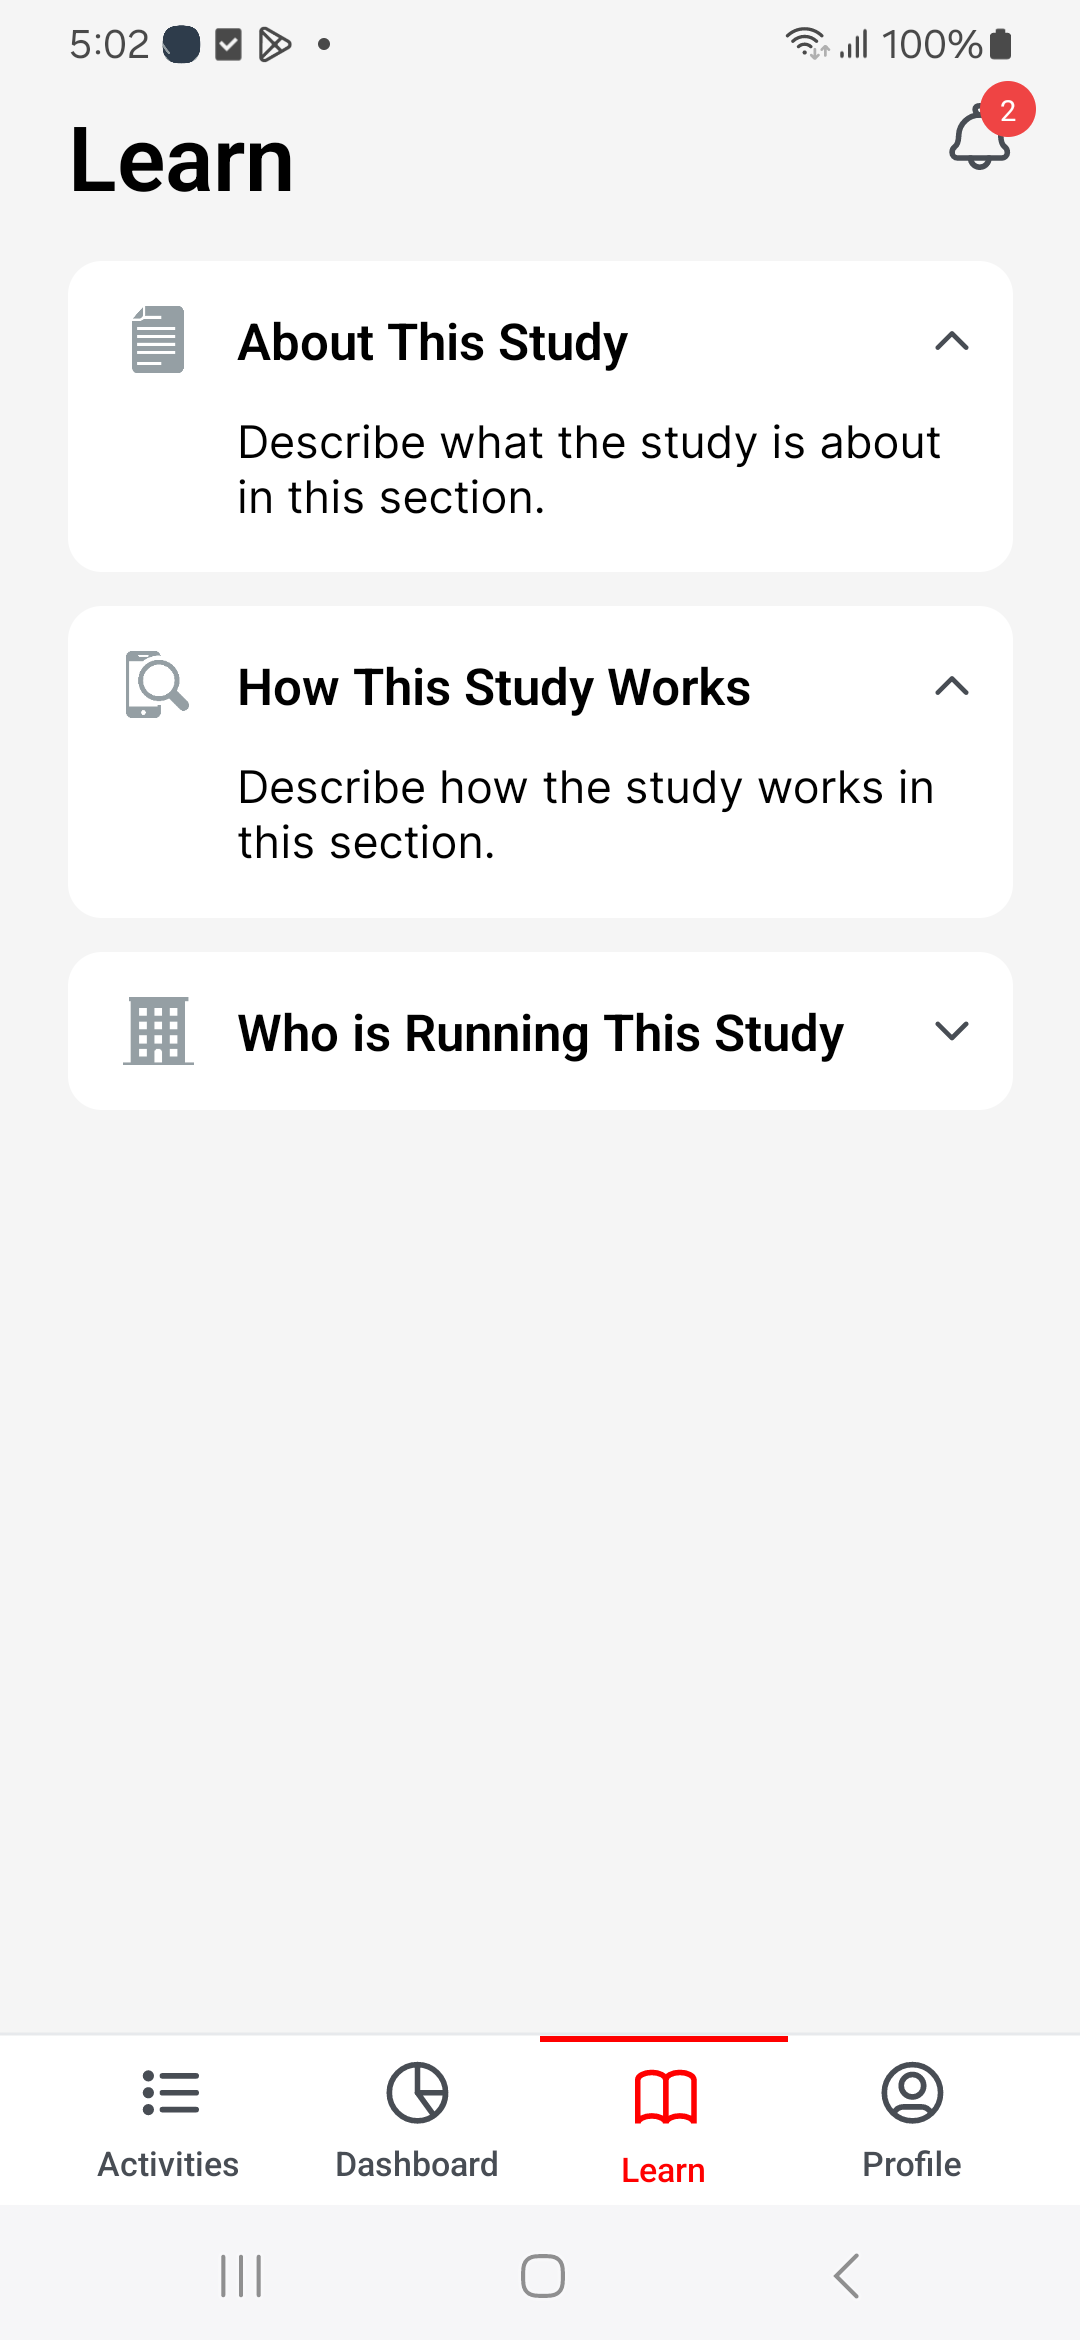 5:02
100%
Learn
2
About This Study
Describe what the study is about
in this section.
How This Study Works
Describe how the study works in
this section.
Who is Running This Study
Activities
Dashboard
Learn
Profile